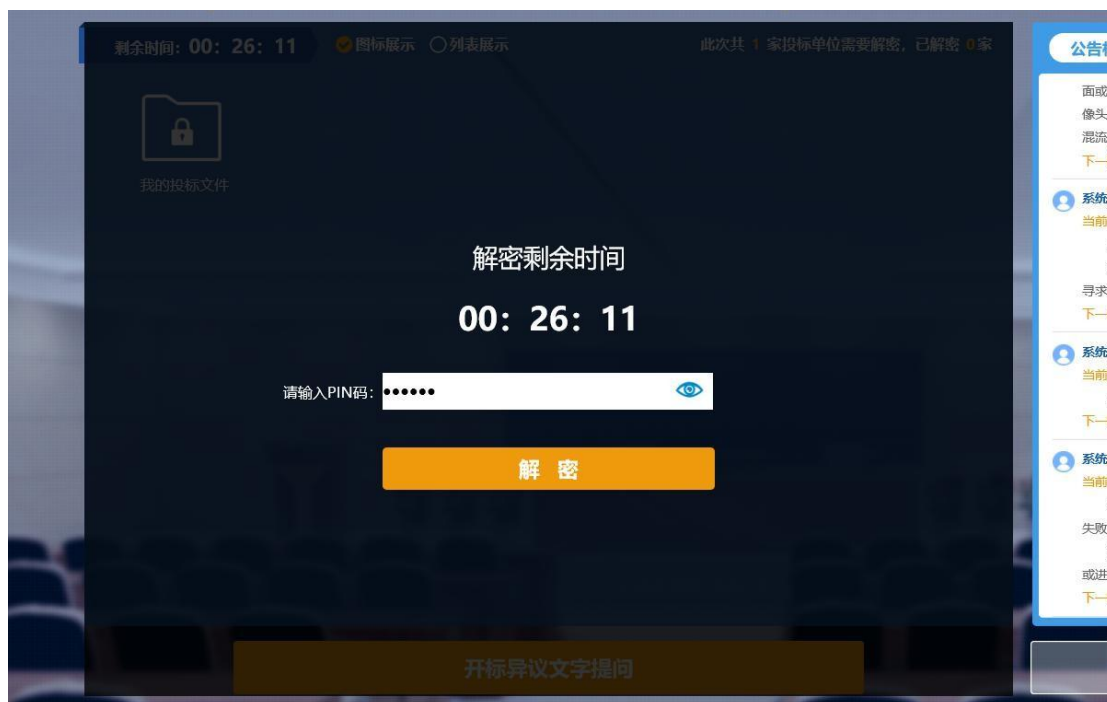 剩余时间：00：26：11
图标展示 列表展示
此次共 1 家投标单位需要解密，已解密 0家
我的投标文件
解密剩余时间
00：26：11
请输入PIN码：••••••
解 密
开标异议文字提问
公告
面或
像头
混流
下一
系统
当前
寻求
下一
系统
当前
下一
系统
当前
失败
或进
下一